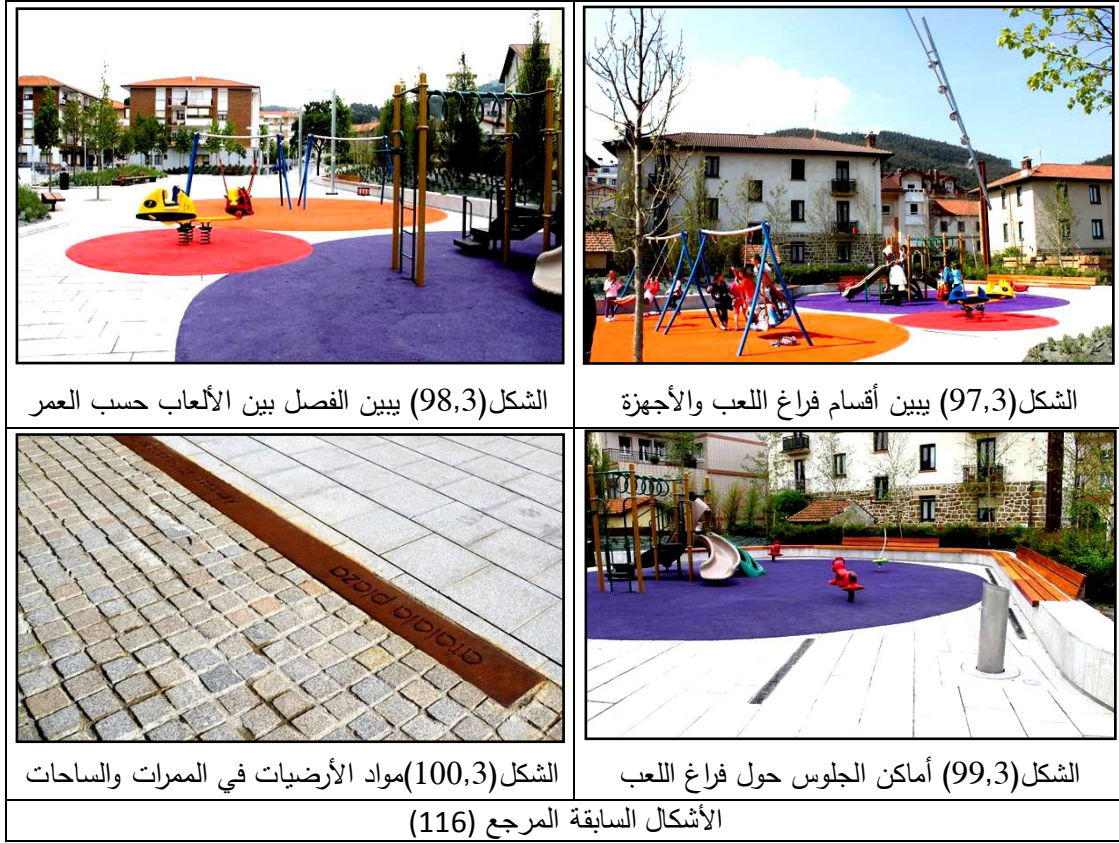 الشكل(97,3) يبين أقسام فراغ اللعب والأجهزة
الشكل(98,3) يبين الفصل بين الألعاب حسب العمر
الشكل(99,3) أماكن الجلوس حول فراغ اللعب
الشكل(100,3)مواد الأرضيات في الممرات والساحات
الأشكال السابقة المرجع (116)